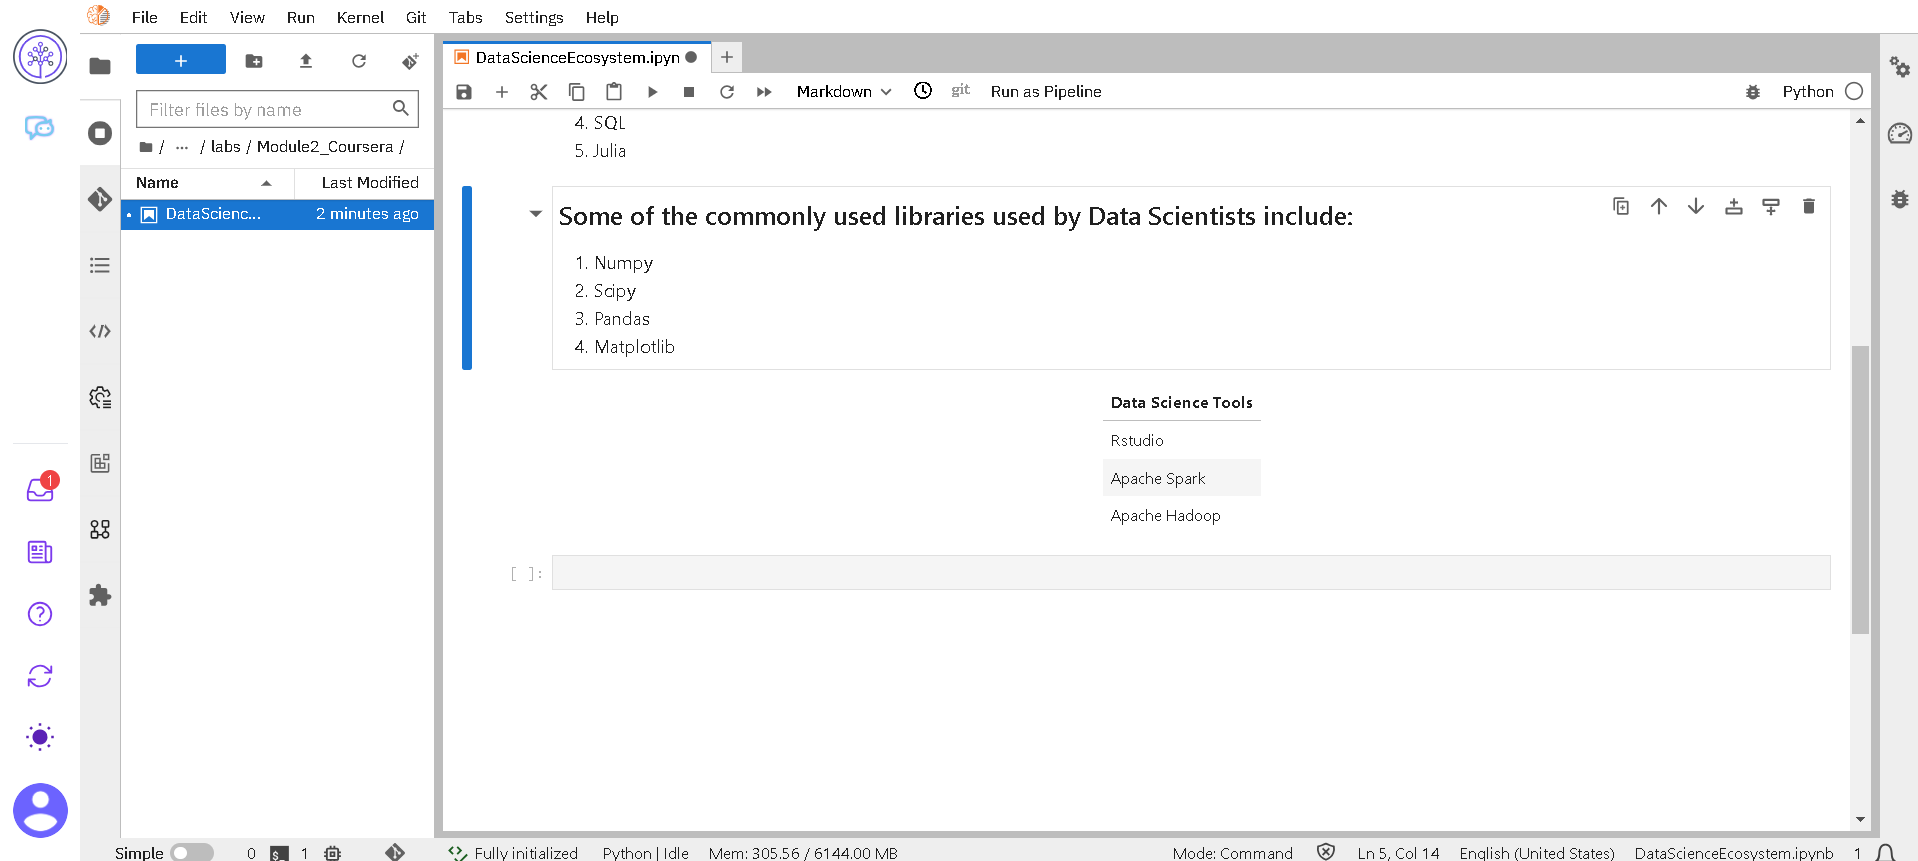 File Edit View Run Kernel Git Tabs Settings Help
+
Filter files by name
/ ... / labs / Module2_Coursera /
Name Last Modified
DataScienc... 2 minutes ago
DataScienceEcosystem.ipyn
+
Markdown
git
Run as Pipeline
Python
4. SQL
5. Julia
Some of the commonly used libraries used by Data Scientists include:
1. Numpy
2. Scipy
3. Pandas
4. Matplotlib
Data Science Tools
Rstudio
Apache Spark
Apache Hadoop
[ ]:
1
Simple 0 $_ 1 Fully initialized Python | Idle Mem: 305.56 / 6144.00 MB Mode: Command Ln 5, Col 14 English (United States) DataScienceEcosystem.ipynb 1